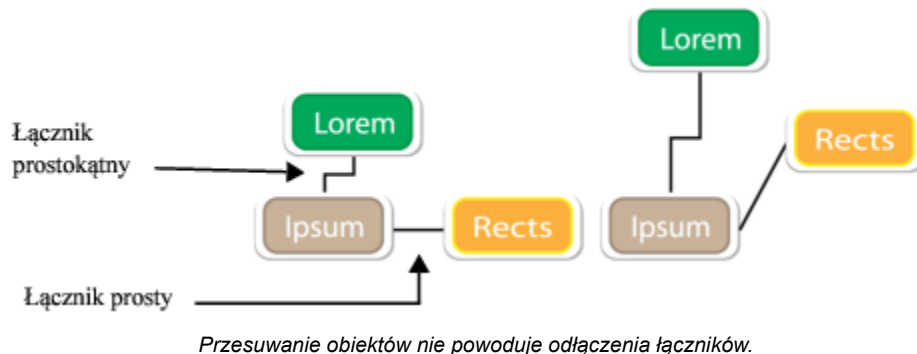 Lorem
Lorem
Łącznik
prostokątny
Rects
Ipsum
Rects
Ipsum
Łącznik prosty
Przesuwanie obiektów nie powoduje odłączenia łączników.